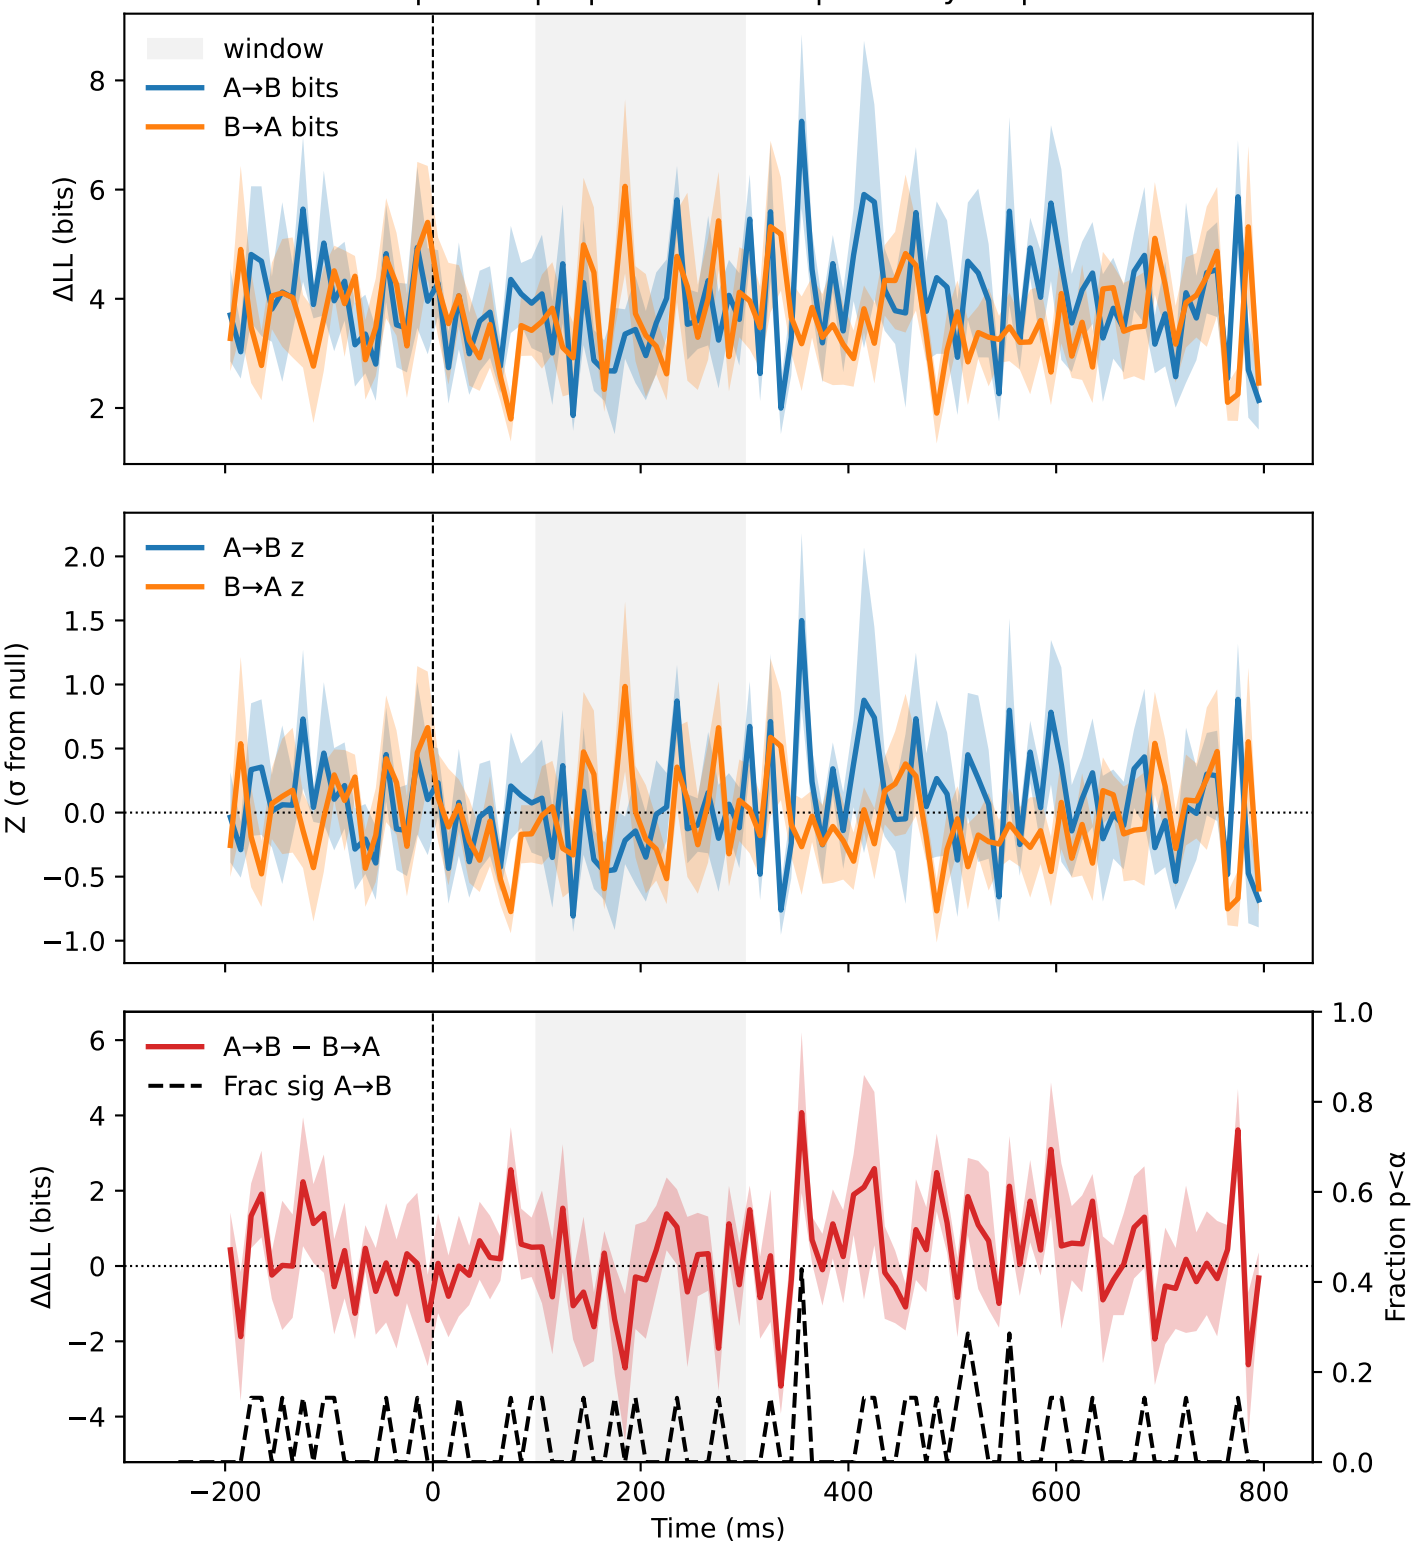 window
A→B bits
B→A bits
8
6
4
2
ΔLL (bits)
A→B z
B→A z
2.0
1.5
1.0
0.5
0.0
−0.5
−1.0
Z (σ from null)
A→B − B→A
Frac sig A→B
6
4
2
0
−2
−4
ΔΔLL (bits)
1.0
0.8
0.6
0.4
0.2
0.0
Fraction p<α
−200 0 200 400 600 800
Time (ms)